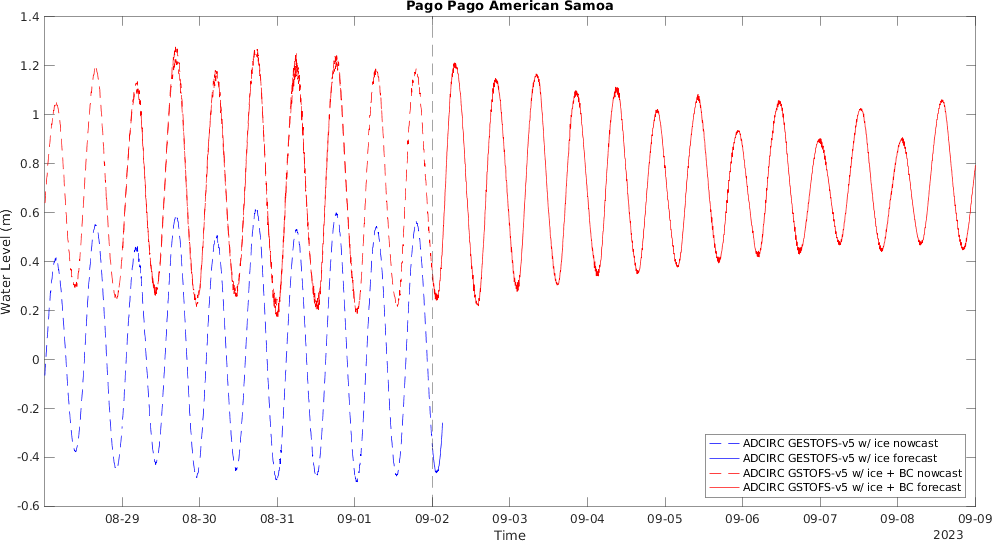 Pago Pago American Samoa
1.4
1.2
1
0.8
0.6
0.4
0.2
0
-0.2
-0.4
-0.6
Water Level (m)
08-29 08-30 08-31 09-01 09-02 09-03 09-04 09-05 09-06 09-07 09-08 09-09
Time
2023
ADCIRC GESTOFS-v5 w/ ice nowcast
ADCIRC GESTOFS-v5 w/ ice forecast
ADCIRC GSTOFS-v5 w/ ice + BC nowcast
ADCIRC GSTOFS-v5 w/ ice + BC forecast